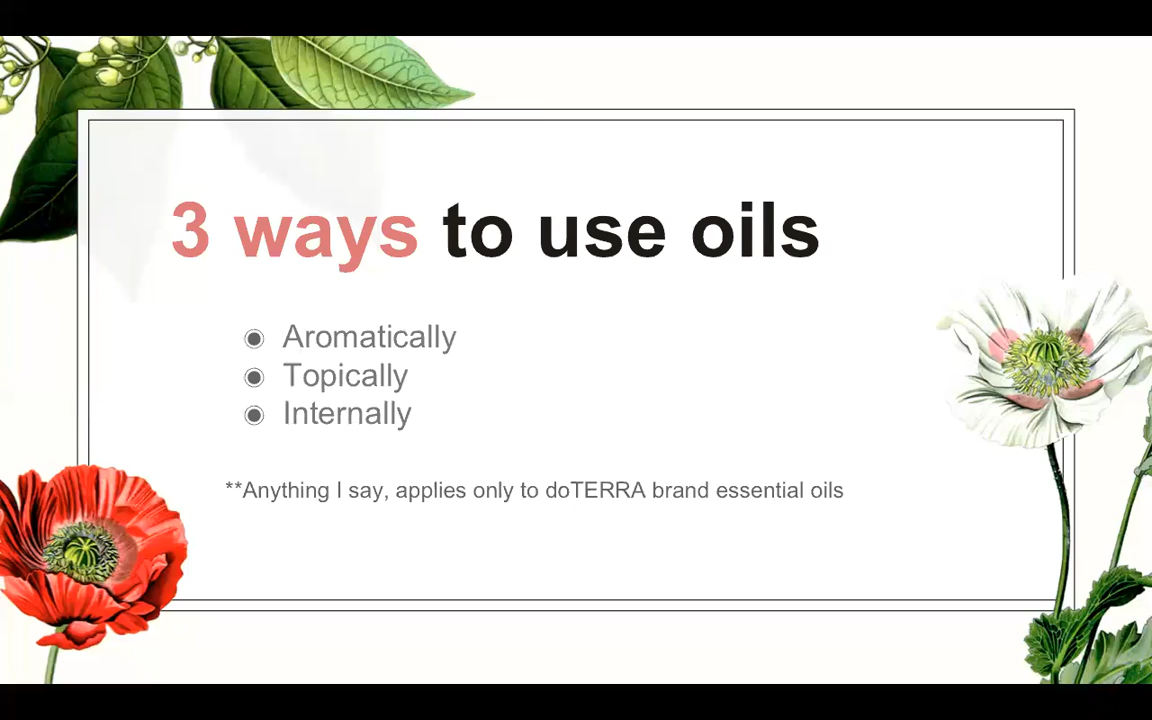 3 ways to use oils
Aromatically
Topically
Internally
**Anything I say, applies only to doTERRA brand essential oils